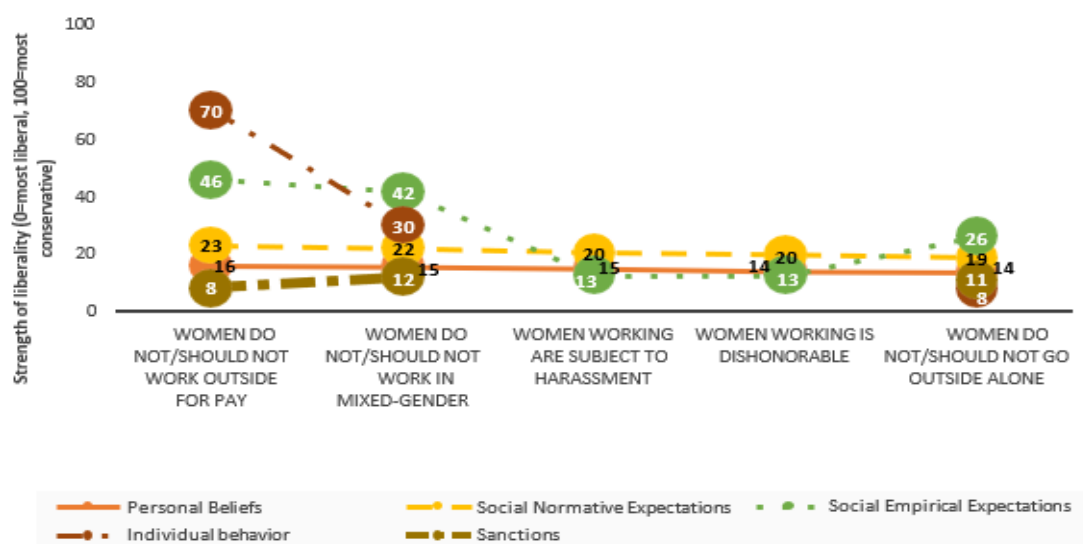 Strength of liberality (0=most liberal, 100=most
conservative)
100
80
60
40
20
0
70
46
23
16
8
42
30
22
15
12
20
15
13
20
14
13
26
19
14
11
8
WOMEN DO
NOT/SHOULD NOT
WORK OUTSIDE
FOR PAY
WOMEN DO
NOT/SHOULD NOT
WORK IN
MIXED-GENDER
WOMEN WORKING
ARE SUBJECT TO
HARASSMENT
WOMEN WORKING IS
DISHONORABLE
WOMEN DO
NOT/SHOULD NOT GO
OUTSIDE ALONE
Personal Beliefs
Social Normative Expectations
Social Empirical Expectations
Individual behavior
Sanctions